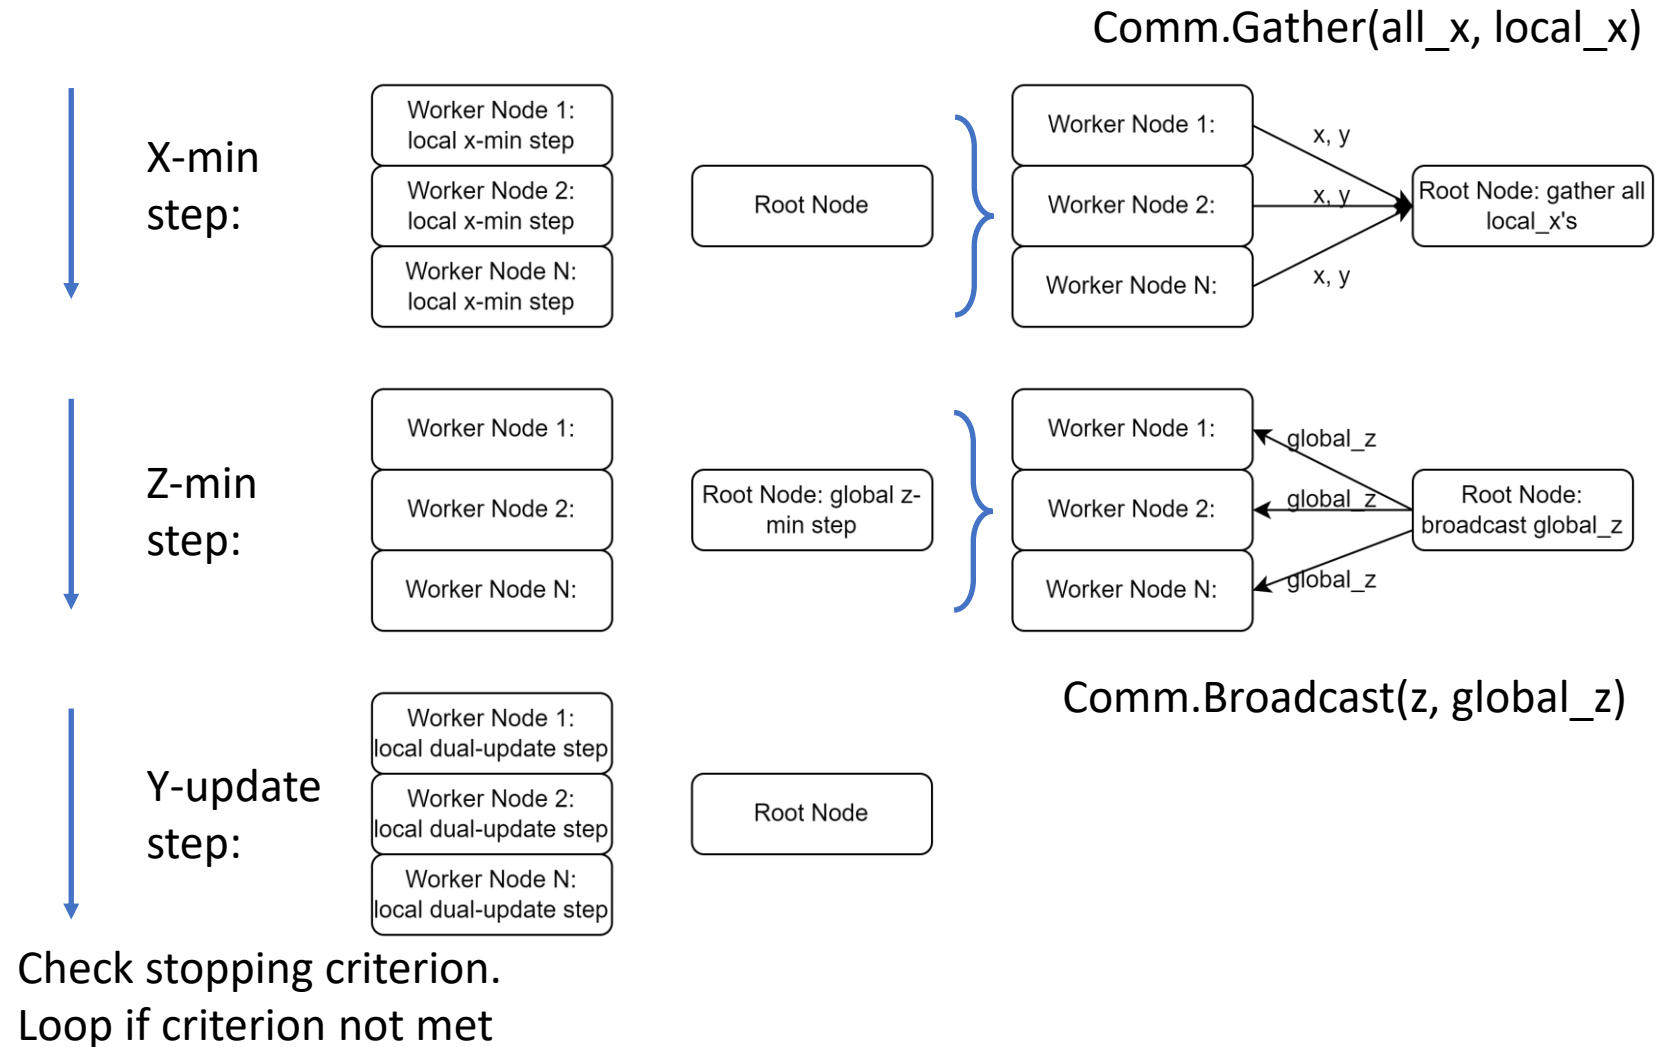 Comm.Gather(all_x, local_x)
X-min
step:
Worker Node 1:
local x-min step
Worker Node 2:
local x-min step
Worker Node N:
local x-min step
Root Node
Worker Node 1:
Worker Node 2:
Worker Node N:
x, y
x, y
x, y
Root Node: gather all
local_x's
Z-min
step:
Worker Node 1:
Worker Node 2:
Worker Node N:
Root Node: global z-
min step
Worker Node 1:
Worker Node 2:
Worker Node N:
global_z
global_z
global_z
Root Node:
broadcast global_z
Comm.Broadcast(z, global_z)
Y-update
step:
Worker Node 1:
local dual-update step
Worker Node 2:
local dual-update step
Worker Node N:
local dual-update step
Root Node
Check stopping criterion.
Loop if criterion not met